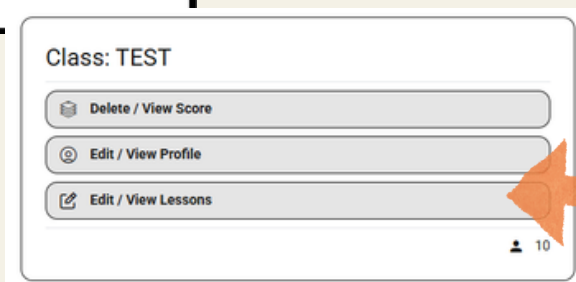 Class: TEST
Delete / View Score
Edit / View Profile
Edit / View Lessons
10